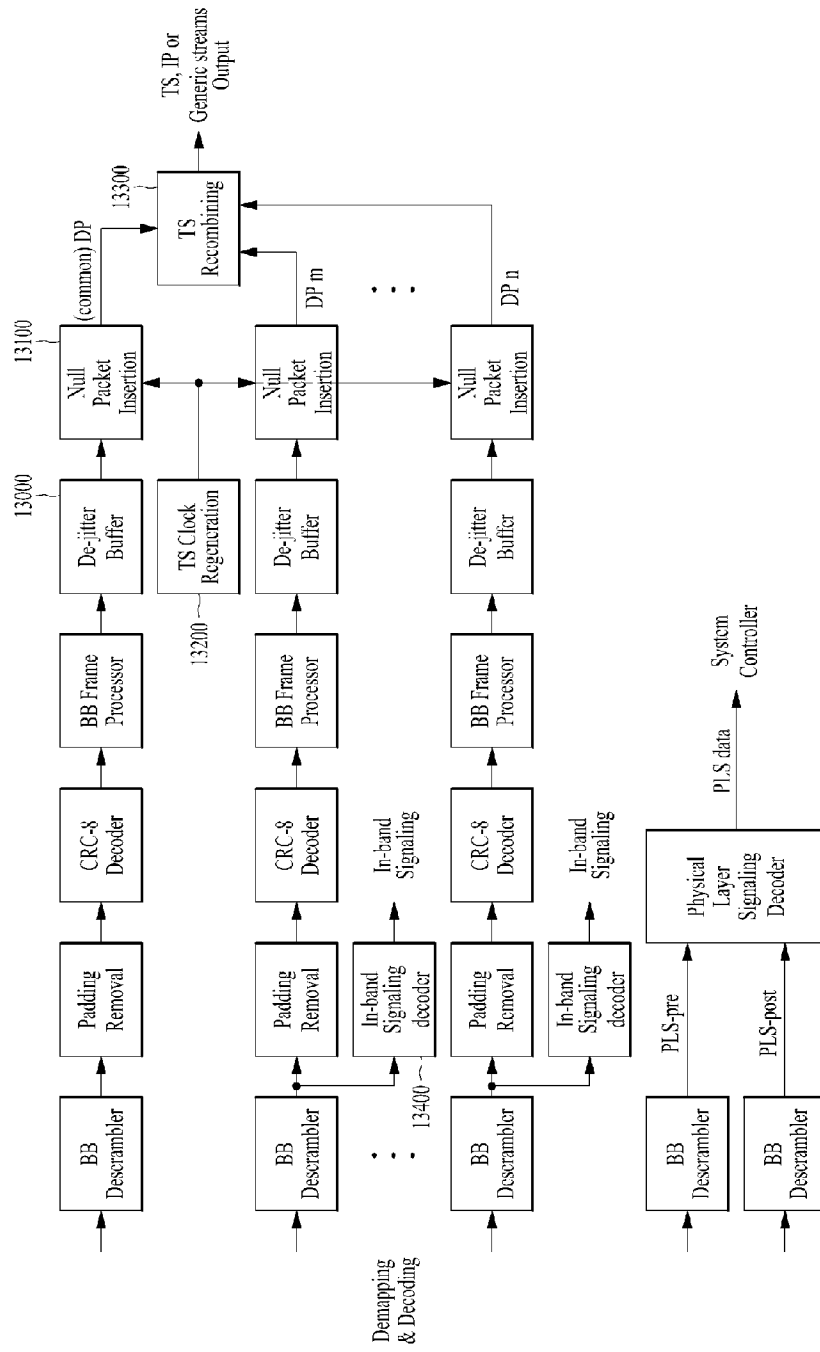 Demapping
& Decoding
BB
Descrambler
Padding
Removal
CRC-8
Decoder
BB Frame
Processor
De-jitter
Buffer
13000
Null
Packet
Insertion
13100
(common) DP
TS
Recombining
13300
TS, IP or
Generic streams
Output
TS Clock
Regeneration
13200
BB
Descrambler
Padding
Removal
CRC-8
Decoder
BB Frame
Processor
De-jitter
Buffer
Null
Packet
Insertion
DP m
In-band
Signaling
decoder
13400
In-band
Signaling
BB
Descrambler
Padding
Removal
CRC-8
Decoder
BB Frame
Processor
De-jitter
Buffer
Null
Packet
Insertion
DP n
In-band
Signaling
decoder
In-band
Signaling
BB
Descrambler
PLS-pre
BB
Descrambler
PLS-post
Physical
Layer
Signaling
Decoder
PLS data
System
Controller